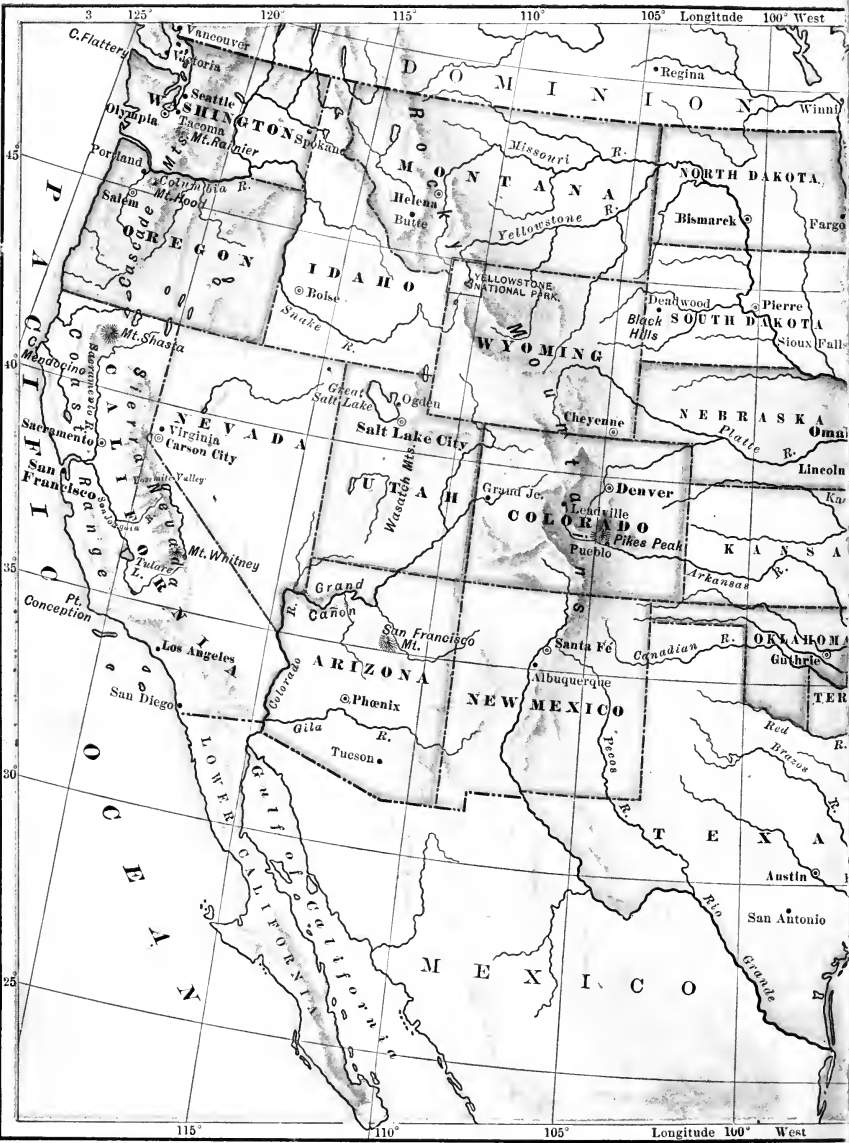 3 125° 120° 115° 110° 105° Longitude 100° West
C.Flattery
Vancouver
Victoria
Seattle
WASHINGTON
Olympia
Tacoma
Mt.Rainier
Spokane
Portland
Columbia R.
Mt.Hood
Salem
Cascade Mts
OREGON
DOMINION
Regina
Winni
Rocky Mountains
MONTANA
Missouri R.
Helena
Butte
Yellowstone R.
NORTH DAKOTA
Bismarck
Fargo
IDAHO
Boise
Snake R.
YELLOWSTONE
NATIONAL PARK
WYOMING
Cheyenne
Deadwood
Black
Hills
Pierre
SOUTH DAKOTA
Sioux Falls
NEBRASKA
Platte R.
Omah
Lincoln
45°
40°
35°
30°
25°
PACIFIC
OCEAN
C.
Mendocino
Coast Range
Mt.Shasta
Sacramento R.
CALIFORNIA
Sierra Nevada
Sacramento
San
Francisco
Yosemite Valley
San Joaquin R.
Tulare
L.
Mt.Whitney
Pt.
Conception
Los Angeles
San Diego
NEVADA
Virginia
Carson City
Great
Salt Lake
Ogden
Salt Lake City
UTAH
Wasatch Mts.
Grand Jc.
Denver
Leadville
COLORADO
Pikes Peak
Pueblo
Ka
KANSA
Arkansas R.
Grand
Cañon
Colorado R.
San Francisco
Mt.
ARIZONA
Phœnix
Gila R.
Tucson
Santa Fé
Albuquerque
NEW MEXICO
Pecos R.
Canadian R.
OKLAHOMA
Guthrie
TER
Red R.
Brazos R.
TEXA
Austin
San Antonio
Rio Grande
LOWER CALIFORNIA
Gulf of California
MEXICO
115° 110° 105° Longitude 100° West